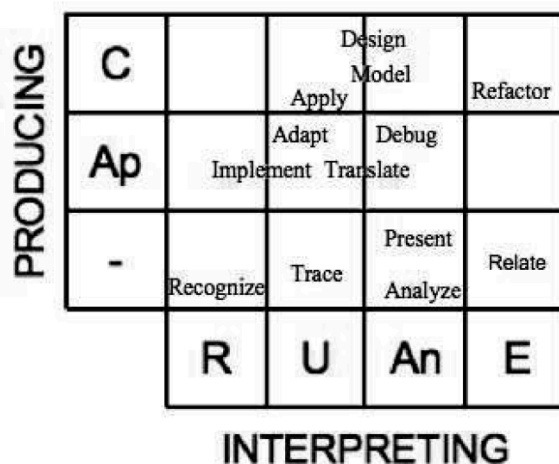 PRODUCING
C
Design
Model
Apply
Refactor
Ap
Adapt
Debug
Implement
Translate
-
Present
Recognize
Trace
Analyze
Relate
R
U
An
E
INTERPRETING